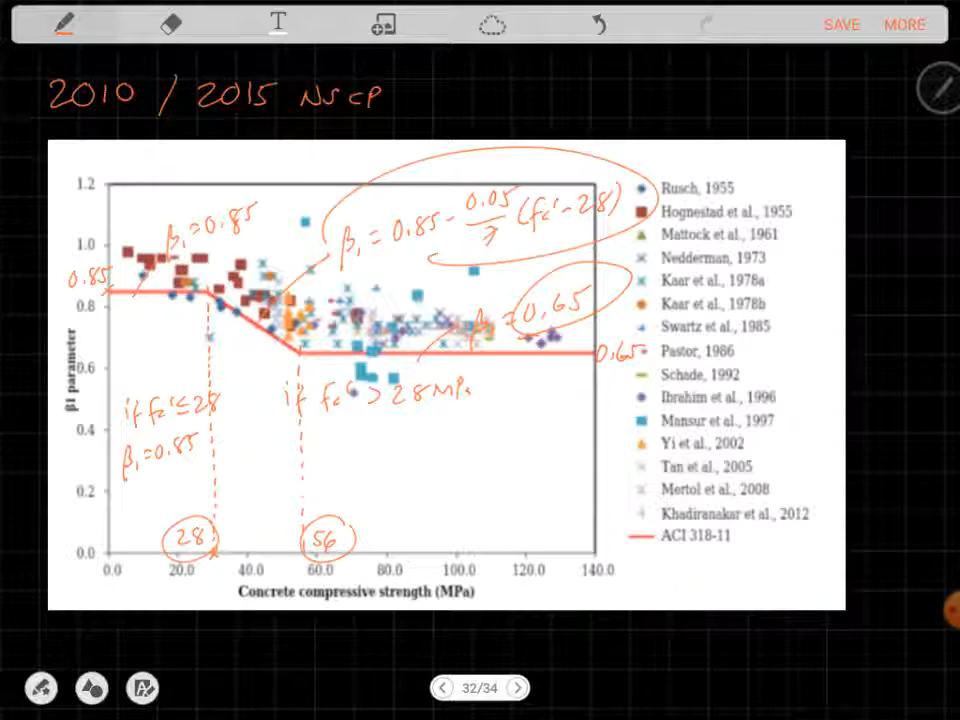 SAVE MORE
2010 / 2015 NSCP
1.2
1.0
0.8
0.6
0.4
0.2
0.0
0.0 20.0 40.0 60.0 80.0 100.0 120.0 140.0
β1 parameter
Concrete compressive strength (MPa)
β₁ = 0.85
0.85
β₁ = 0.85 - 0.05/7 (fc' - 28)
= 0.65
0.65
if fc' ≤ 28
β₁ = 0.85
if fc' > 28 MPa
28
56
Rusch, 1955
Hognestad et al., 1955
Mattock et al., 1961
Nedderman, 1973
Kaar et al., 1978a
Kaar et al., 1978b
Swartz et al., 1985
Pastor, 1986
Schade, 1992
Ibrahim et al., 1996
Mansur et al., 1997
Yi et al., 2002
Tan et al., 2005
Mertol et al., 2008
Khadiranakar et al., 2012
ACI 318-11
32/34